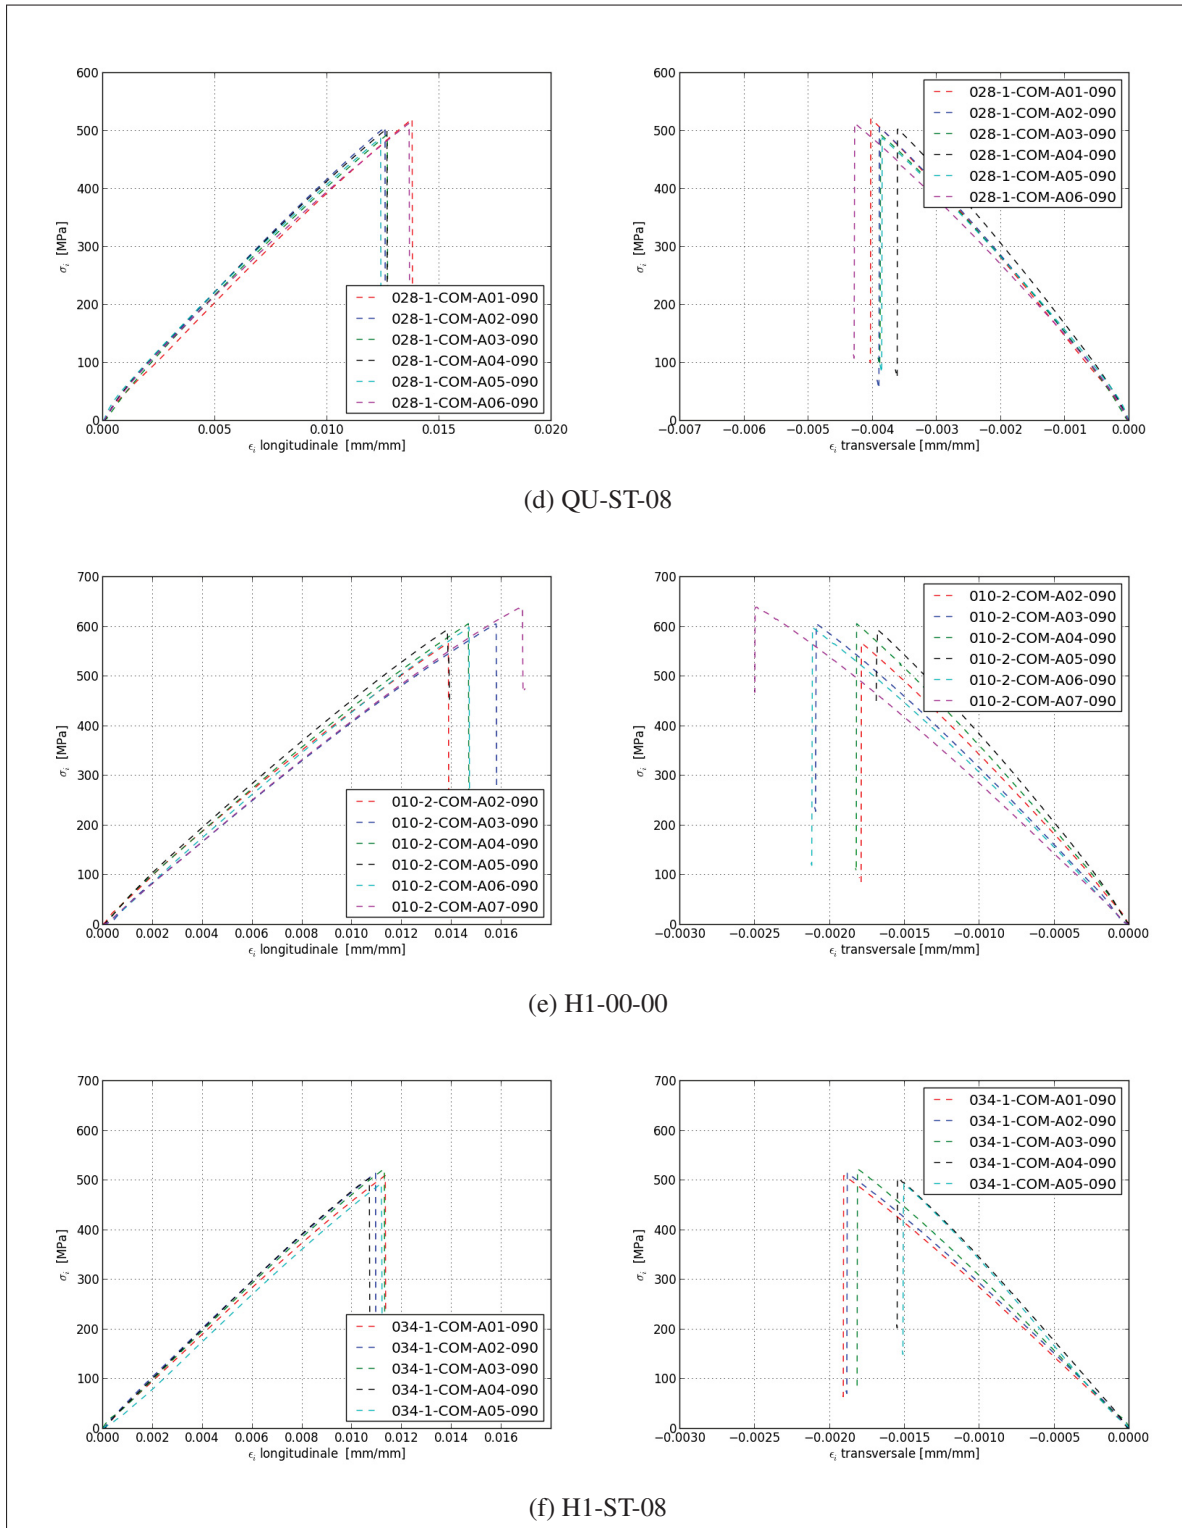 600
500
400
300
200
100
0
σi [MPa]
028-1-COM-A01-090
028-1-COM-A02-090
028-1-COM-A03-090
028-1-COM-A04-090
028-1-COM-A05-090
028-1-COM-A06-090
0.000 0.005 0.010 0.015 0.020
ϵi longitudinale [mm/mm]
600
500
400
300
200
100
0
σi [MPa]
028-1-COM-A01-090
028-1-COM-A02-090
028-1-COM-A03-090
028-1-COM-A04-090
028-1-COM-A05-090
028-1-COM-A06-090
−0.007 −0.006 −0.005 −0.004 −0.003 −0.002 −0.001 0.000
ϵi transversale [mm/mm]
(d) QU-ST-08
700
600
500
400
300
200
100
0
σi [MPa]
010-2-COM-A02-090
010-2-COM-A03-090
010-2-COM-A04-090
010-2-COM-A05-090
010-2-COM-A06-090
010-2-COM-A07-090
0.000 0.002 0.004 0.006 0.008 0.010 0.012 0.014 0.016
ϵi longitudinale [mm/mm]
700
600
500
400
300
200
100
0
σi [MPa]
010-2-COM-A02-090
010-2-COM-A03-090
010-2-COM-A04-090
010-2-COM-A05-090
010-2-COM-A06-090
010-2-COM-A07-090
−0.0030 −0.0025 −0.0020 −0.0015 −0.0010 −0.0005 0.0000
ϵi transversale [mm/mm]
(e) H1-00-00
700
600
500
400
300
200
100
0
σi [MPa]
034-1-COM-A01-090
034-1-COM-A02-090
034-1-COM-A03-090
034-1-COM-A04-090
034-1-COM-A05-090
0.000 0.002 0.004 0.006 0.008 0.010 0.012 0.014 0.016
ϵi longitudinale [mm/mm]
700
600
500
400
300
200
100
0
σi [MPa]
034-1-COM-A01-090
034-1-COM-A02-090
034-1-COM-A03-090
034-1-COM-A04-090
034-1-COM-A05-090
−0.0030 −0.0025 −0.0020 −0.0015 −0.0010 −0.0005 0.0000
ϵi transversale [mm/mm]
(f) H1-ST-08